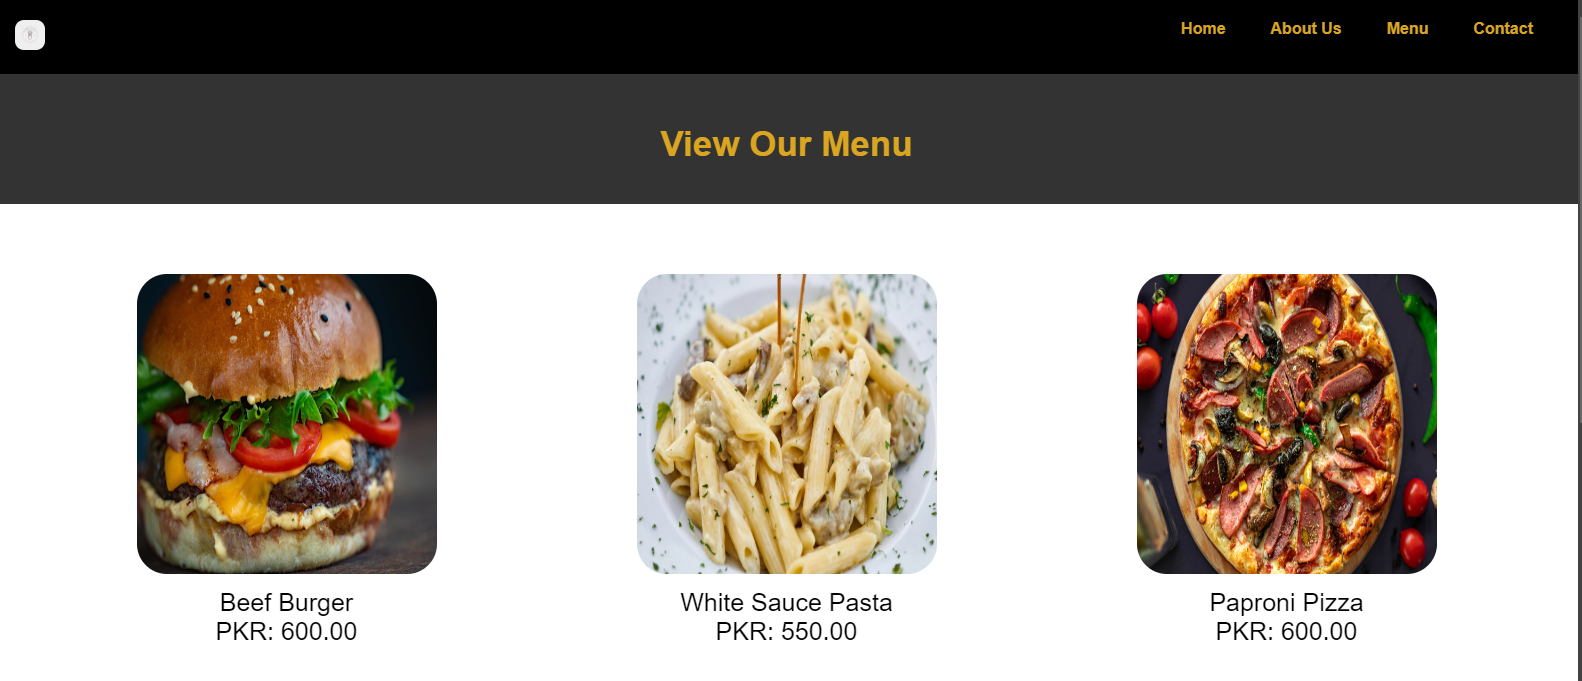 Home About Us Menu Contact
View Our Menu
Beef Burger
PKR: 600.00
White Sauce Pasta
PKR: 550.00
Paproni Pizza
PKR: 600.00